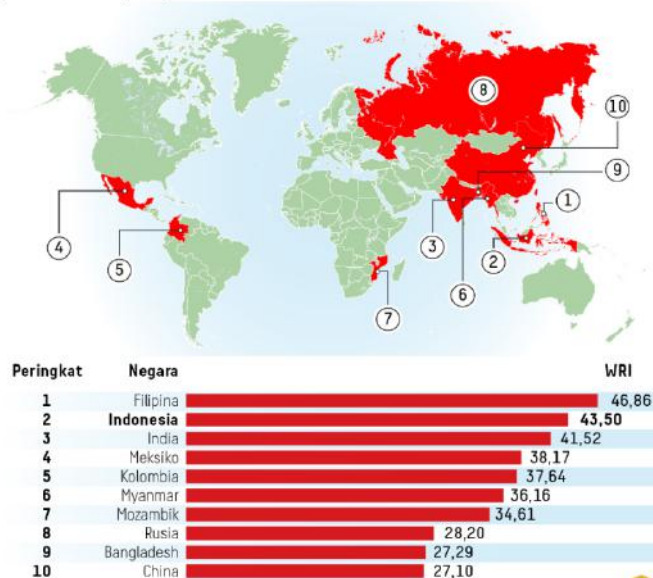 8
10
9
1
4
5
3
2
6
7
Peringkat Negara WRI
1 Filipina 46,86
2 Indonesia 43,50
3 India 41,52
4 Meksiko 38,17
5 Kolombia 37,64
6 Myanmar 36,16
7 Mozambik 34,61
8 Rusia 28,20
9 Bangladesh 27,29
10 China 27,10